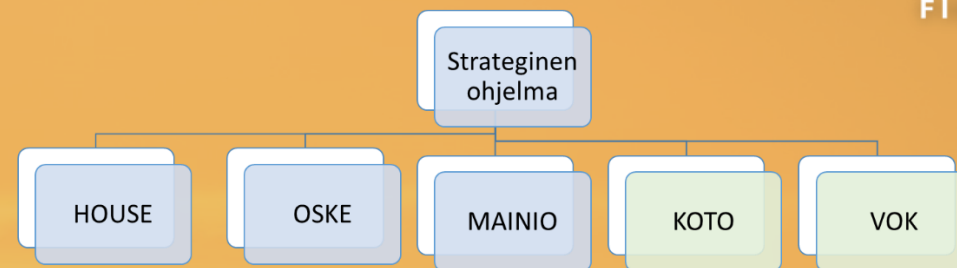 FI
Strateginen
ohjelma
HOUSE
OSKE
MAINIO
KOTO
VOK